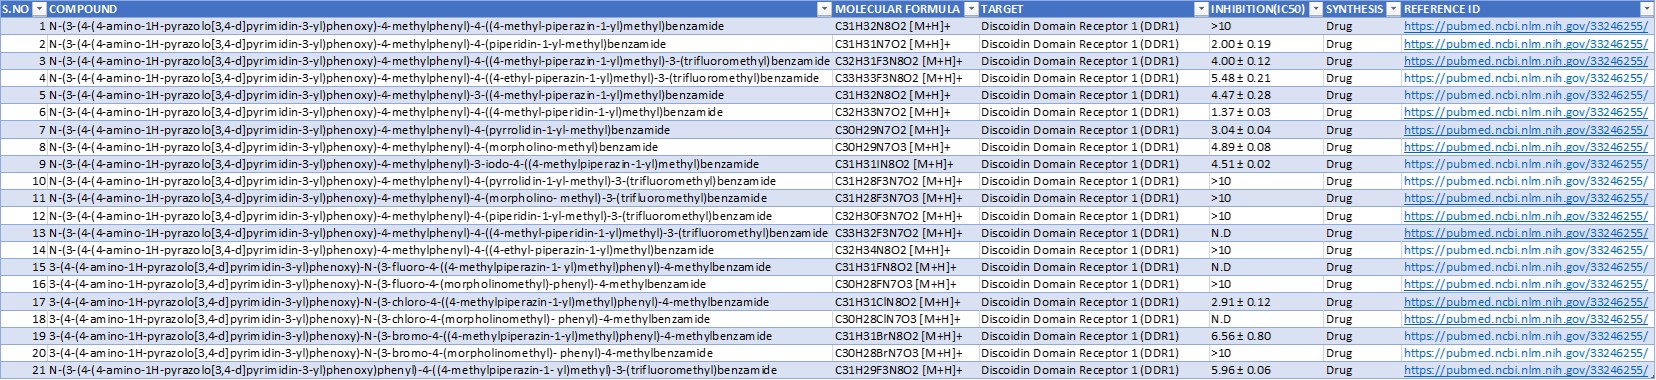 S.NO COMPOUND MOLECULAR FORMULA TARGET INHIBITION(IC50) SYNTHESIS REFERENCE ID
1 N-(3-(4-(4-amino-1H-pyrazolo[3,4-d]pyrimidin-3-yl)phenoxy)-4-methylphenyl)-4-((4-methyl-piperazin-1-yl)methyl)benzamide C31H32N8O2 [M+H]+ Discoidin Domain Receptor 1 (DDR1) >10 Drug https://pubmed.ncbi.nlm.nih.gov/33246255/
2 N-(3-(4-(4-amino-1H-pyrazolo[3,4-d]pyrimidin-3-yl)phenoxy)-4-methylphenyl)-4-(piperidin-1-yl-methyl)benzamide C31H31N7O2 [M+H]+ Discoidin Domain Receptor 1 (DDR1) 2.00 ± 0.19 Drug https://pubmed.ncbi.nlm.nih.gov/33246255/
3 N-(3-(4-(4-amino-1H-pyrazolo[3,4-d]pyrimidin-3-yl)phenoxy)-4-methylphenyl)-4-((4-methyl-piperazin-1-yl)methyl)-3-(trifluoromethyl)benzamide C32H31F3N8O2 [M+H]+ Discoidin Domain Receptor 1 (DDR1) 4.00 ± 0.12 Drug https://pubmed.ncbi.nlm.nih.gov/33246255/
4 N-(3-(4-(4-amino-1H-pyrazolo[3,4-d]pyrimidin-3-yl)phenoxy)-4-methylphenyl)-4-((4-ethyl-piperazin-1-yl)methyl)-3-(trifluoromethyl)benzamide C33H33F3N8O2 [M+H]+ Discoidin Domain Receptor 1 (DDR1) 5.48 ± 0.21 Drug https://pubmed.ncbi.nlm.nih.gov/33246255/
5 N-(3-(4-(4-amino-1H-pyrazolo[3,4-d]pyrimidin-3-yl)phenoxy)-4-methylphenyl)-3-((4-methyl-piperazin-1-yl)methyl)benzamide C31H32N8O2 [M+H]+ Discoidin Domain Receptor 1 (DDR1) 4.47 ± 0.28 Drug https://pubmed.ncbi.nlm.nih.gov/33246255/
6 N-(3-(4-(4-amino-1H-pyrazolo[3,4-d]pyrimidin-3-yl)phenoxy)-4-methylphenyl)-4-((4-methyl-piperidin-1-yl)methyl)benzamide C32H33N7O2 [M+H]+ Discoidin Domain Receptor 1 (DDR1) 1.37 ± 0.03 Drug https://pubmed.ncbi.nlm.nih.gov/33246255/
7 N-(3-(4-(4-amino-1H-pyrazolo[3,4-d]pyrimidin-3-yl)phenoxy)-4-methylphenyl)-4-(pyrrolidin-1-yl-methyl)benzamide C30H29N7O2 [M+H]+ Discoidin Domain Receptor 1 (DDR1) 3.04 ± 0.04 Drug https://pubmed.ncbi.nlm.nih.gov/33246255/
8 N-(3-(4-(4-amino-1H-pyrazolo[3,4-d]pyrimidin-3-yl)phenoxy)-4-methylphenyl)-4-(morpholino-methyl)benzamide C30H29N7O3 [M+H]+ Discoidin Domain Receptor 1 (DDR1) 4.89 ± 0.08 Drug https://pubmed.ncbi.nlm.nih.gov/33246255/
9 N-(3-(4-(4-amino-1H-pyrazolo[3,4-d]pyrimidin-3-yl)phenoxy)-4-methylphenyl)-3-iodo-4-((4-methylpiperazin-1-yl)methyl)benzamide C31H31IN8O2 [M+H]+ Discoidin Domain Receptor 1 (DDR1) 4.51 ± 0.02 Drug https://pubmed.ncbi.nlm.nih.gov/33246255/
10 N-(3-(4-(4-amino-1H-pyrazolo[3,4-d]pyrimidin-3-yl)phenoxy)-4-methylphenyl)-4-(pyrrolidin-1-yl-methyl)-3-(trifluoromethyl)benzamide C31H28F3N7O2 [M+H]+ Discoidin Domain Receptor 1 (DDR1) >10 Drug https://pubmed.ncbi.nlm.nih.gov/33246255/
11 N-(3-(4-(4-amino-1H-pyrazolo[3,4-d]pyrimidin-3-yl)phenoxy)-4-methylphenyl)-4-(morpholino- methyl)-3-(trifluoromethyl)benzamide C31H28F3N7O3 [M+H]+ Discoidin Domain Receptor 1 (DDR1) >10 Drug https://pubmed.ncbi.nlm.nih.gov/33246255/
12 N-(3-(4-(4-amino-1H-pyrazolo[3,4-d]pyrimidin-3-yl)phenoxy)-4-methylphenyl)-4-(piperidin-1-yl-methyl)-3-(trifluoromethyl)benzamide C32H30F3N7O2 [M+H]+ Discoidin Domain Receptor 1 (DDR1) >10 Drug https://pubmed.ncbi.nlm.nih.gov/33246255/
13 N-(3-(4-(4-amino-1H-pyrazolo[3,4-d]pyrimidin-3-yl)phenoxy)-4-methylphenyl)-4-((4-methyl-piperidin-1-yl)methyl)-3-(trifluoromethyl)benzamide C33H32F3N7O2 [M+H]+ Discoidin Domain Receptor 1 (DDR1) N.D Drug https://pubmed.ncbi.nlm.nih.gov/33246255/
14 N-(3-(4-(4-amino-1H-pyrazolo[3,4-d]pyrimidin-3-yl)phenoxy)-4-methylphenyl)-4-((4-ethyl-piperazin-1-yl)methyl)benzamide C32H34N8O2 [M+H]+ Discoidin Domain Receptor 1 (DDR1) >10 Drug https://pubmed.ncbi.nlm.nih.gov/33246255/
15 3-(4-(4-amino-1H-pyrazolo[3,4-d]pyrimidin-3-yl)phenoxy)-N-(3-fluoro-4-((4-methylpiperazin-1- yl)methyl)phenyl)-4-methylbenzamide C31H31FN8O2 [M+H]+ Discoidin Domain Receptor 1 (DDR1) N.D Drug https://pubmed.ncbi.nlm.nih.gov/33246255/
16 3-(4-(4-amino-1H-pyrazolo[3,4-d]pyrimidin-3-yl)phenoxy)-N-(3-fluoro-4-(morpholinomethyl)-phenyl)-4-methylbenzamide C30H28FN7O3 [M+H]+ Discoidin Domain Receptor 1 (DDR1) >10 Drug https://pubmed.ncbi.nlm.nih.gov/33246255/
17 3-(4-(4-amino-1H-pyrazolo[3,4-d]pyrimidin-3-yl)phenoxy)-N-(3-chloro-4-((4-methylpiperazin-1- yl)methyl)phenyl)-4-methylbenzamide C31H31ClN8O2 [M+H]+ Discoidin Domain Receptor 1 (DDR1) 2.91 ± 0.12 Drug https://pubmed.ncbi.nlm.nih.gov/33246255/
18 3-(4-(4-amino-1H-pyrazolo[3,4-d]pyrimidin-3-yl)phenoxy)-N-(3-chloro-4-(morpholinomethyl)- phenyl)-4-methylbenzamide C30H28ClN7O3 [M+H]+ Discoidin Domain Receptor 1 (DDR1) N.D Drug https://pubmed.ncbi.nlm.nih.gov/33246255/
19 3-(4-(4-amino-1H-pyrazolo[3,4-d]pyrimidin-3-yl)phenoxy)-N-(3-bromo-4-((4-methylpiperazin-1-yl)methyl)phenyl)-4-methylbenzamide C31H31BrN8O2 [M+H]+ Discoidin Domain Receptor 1 (DDR1) 6.56 ± 0.80 Drug https://pubmed.ncbi.nlm.nih.gov/33246255/
20 3-(4-(4-amino-1H-pyrazolo[3,4-d]pyrimidin-3-yl)phenoxy)-N-(3-bromo-4-(morpholinomethyl)- phenyl)-4-methylbenzamide C30H28BrN7O3 [M+H]+ Discoidin Domain Receptor 1 (DDR1) >10 Drug https://pubmed.ncbi.nlm.nih.gov/33246255/
21 N-(3-(4-(4-amino-1H-pyrazolo[3,4-d]pyrimidin-3-yl)phenoxy)phenyl)-4-((4-methylpiperazin-1- yl)methyl)-3-(trifluoromethyl)benzamide C31H29F3N8O2 [M+H]+ Discoidin Domain Receptor 1 (DDR1) 5.96 ± 0.06 Drug https://pubmed.ncbi.nlm.nih.gov/33246255/